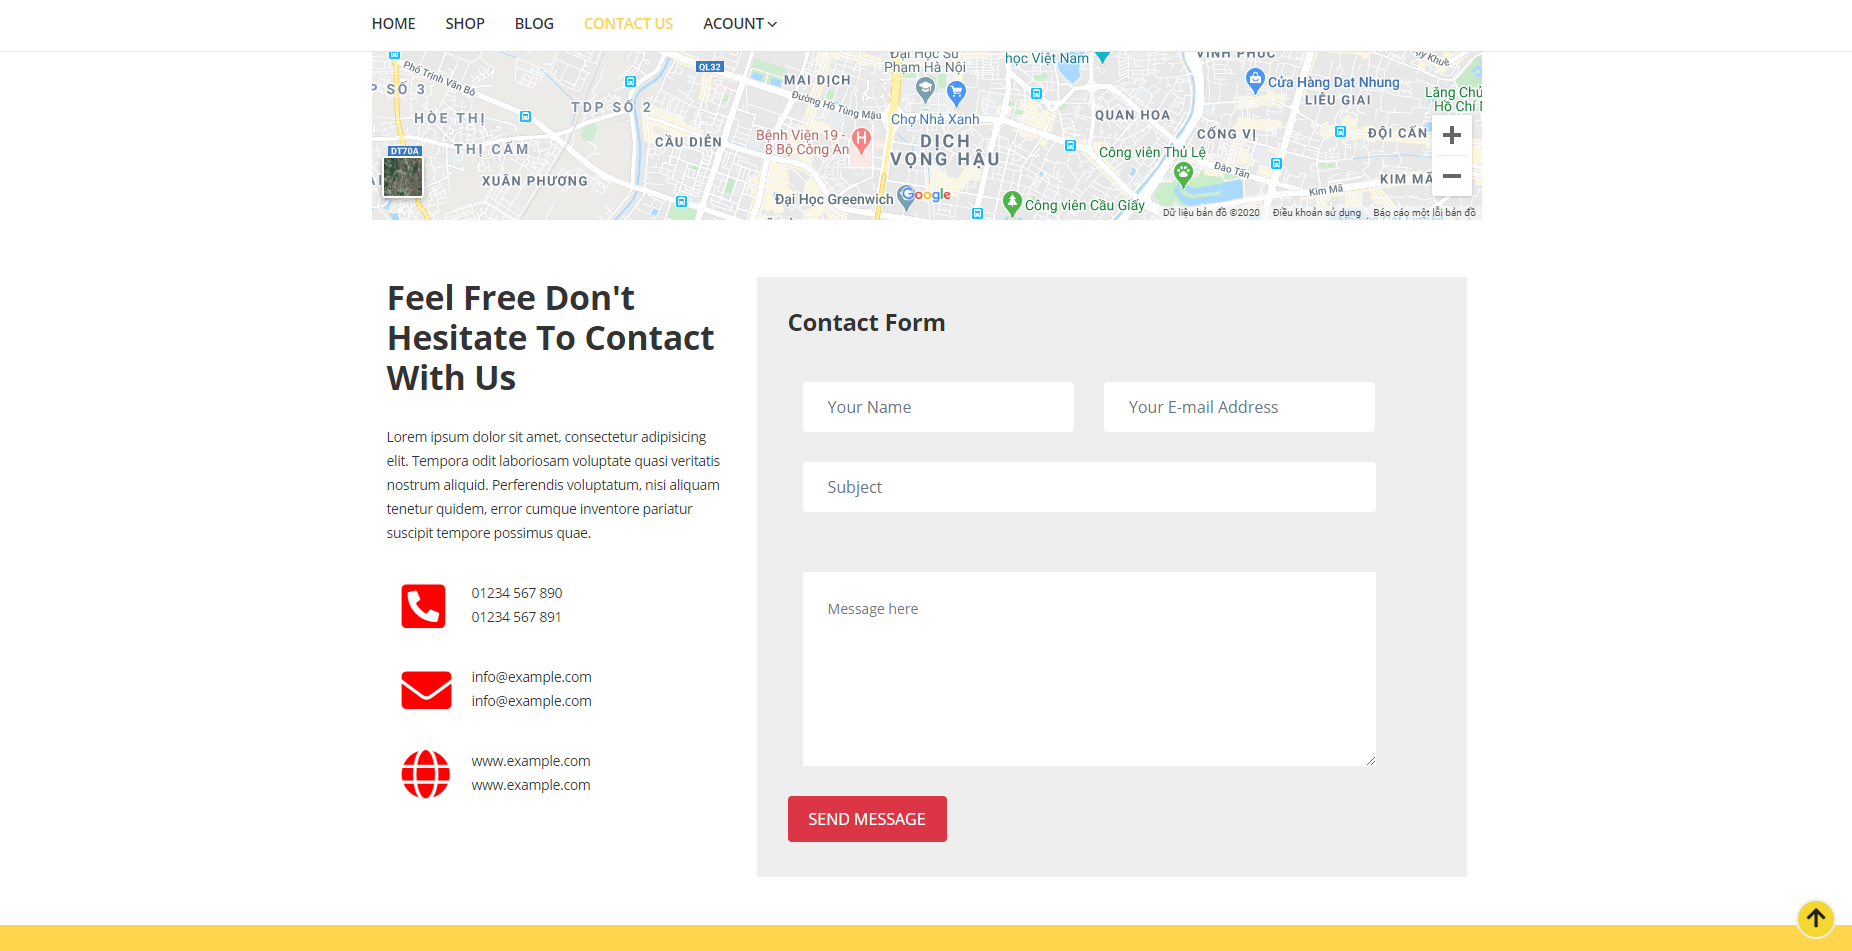 HOME SHOP BLOG CONTACT US ACOUNT
Đại Học Sư
Phạm Hà Nội
học Việt Nam
VĨNH PHÚC
Phố Trịnh Văn Bô
QL32
MAI DỊCH
Cửa Hàng Dat Nhung
LIỄU GIAI
Lăng Chủ
Hồ Chí
SỐ 3
TDP SỐ 2
Đường Hồ Tùng Mậu
HÒE THỊ
Chợ Nhà Xanh
QUAN HOA
CẦU DIỄN
Bệnh Viện 19 -
8 Bộ Công An
DỊCH
VỌNG HẬU
CỐNG VỊ
ĐỘI CẤN
THỊ CẤM
DT70A
Công viên Thủ Lệ
Đào Tấn
XUÂN PHƯƠNG
Kim Mã
KIM MÃ
Đại Học Greenwich
Google
Công viên Cầu Giấy
Dữ liệu bản đồ ©2020 Điều khoản sử dụng Báo cáo một lỗi bản đồ
Feel Free Don't
Hesitate To Contact
With Us
Lorem ipsum dolor sit amet, consectetur adipisicing
elit. Tempora odit laboriosam voluptate quasi veritatis
nostrum aliquid. Perferendis voluptatum, nisi aliquam
tenetur quidem, error cumque inventore pariatur
suscipit tempore possimus quae.
01234 567 890
01234 567 891
info@example.com
info@example.com
www.example.com
www.example.com
Contact Form
Your Name
Your E-mail Address
Subject
Message here
SEND MESSAGE